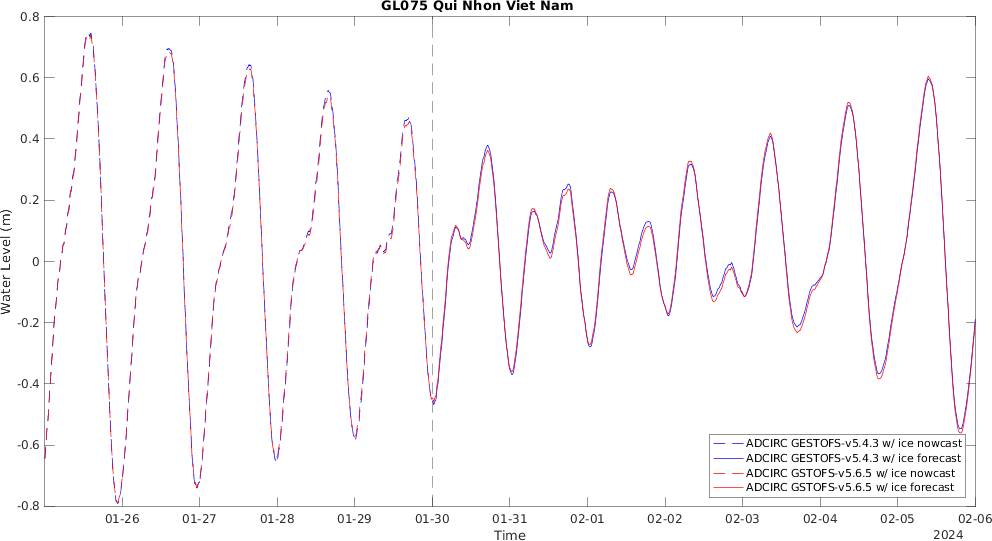 GL075 Qui Nhon Viet Nam
0.8
0.6
0.4
0.2
0
-0.2
-0.4
-0.6
-0.8
Water Level (m)
01-26 01-27 01-28 01-29 01-30 01-31 02-01 02-02 02-03 02-04 02-05 02-06
Time
2024
ADCIRC GESTOFS-v5.4.3 w/ ice nowcast
ADCIRC GESTOFS-v5.4.3 w/ ice forecast
ADCIRC GSTOFS-v5.6.5 w/ ice nowcast
ADCIRC GSTOFS-v5.6.5 w/ ice forecast